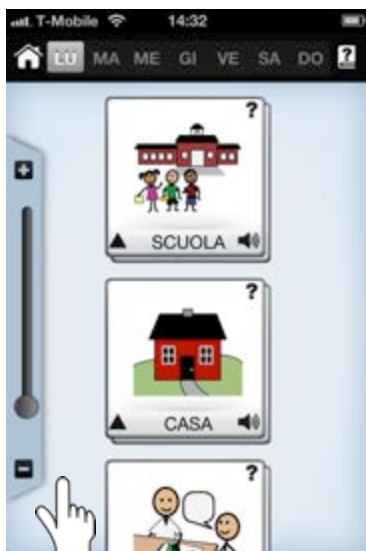 T-Mobile 14:32
LU MA ME GI VE SA DO ?
?
SCUOLA
?
CASA
?